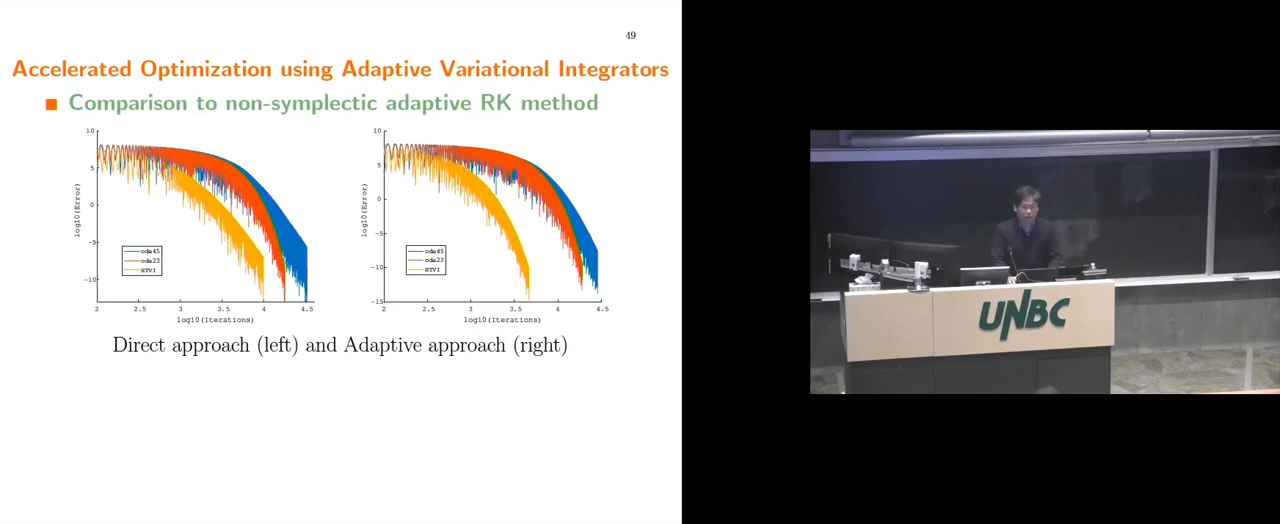 49
Accelerated Optimization using Adaptive Variational Integrators
Comparison to non-symplectic adaptive RK method
10
5
0
−5
−10
log10(Error)
ode45
ode23
HTVI
2
2.5
3
3.5
4
4.5
log10(Iterations)
10
5
0
−5
−10
−15
log10(Error)
ode45
ode23
HTVI
2
2.5
3
3.5
4
4.5
log10(Iterations)
Direct approach (left) and Adaptive approach (right)
UNBC